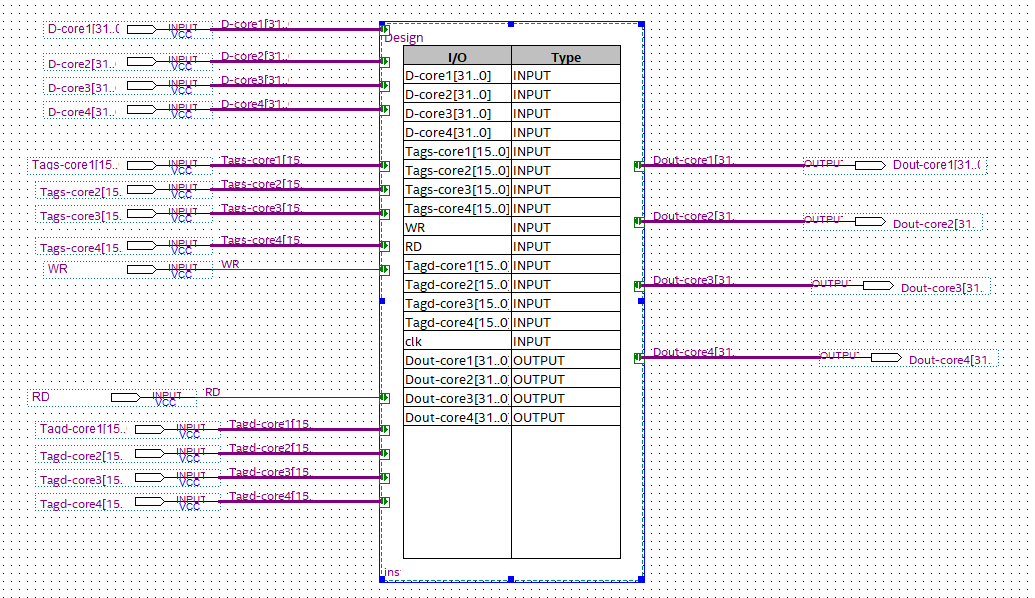 D-core1[31..0
INPUT
VCC
D-core1[31..
D-core2[31..
INPUT
VCC
D-core2[31..
D-core3[31..
INPUT
VCC
D-core3[31..
D-core4[31..
INPUT
VCC
D-core4[31..
Tags-core1[15..
INPUT
VCC
Tags-core1[15.
Tags-core2[15.
INPUT
VCC
Tags-core2[15.
Tags-core3[15.
INPUT
VCC
Tags-core3[15.
Tags-core4[15.
INPUT
VCC
Tags-core4[15.
WR
INPUT
VCC
WR
RD
INPUT
VCC
RD
Tagd-core1[15..
INPUT
VCC
Tagd-core1[15.
Tagd-core2[15.
INPUT
VCC
Tagd-core2[15.
Tagd-core3[15.
INPUT
VCC
Tagd-core3[15.
Tagd-core4[15.
INPUT
VCC
Tagd-core4[15.
Design
I/O Type
D-core1[31..0] INPUT
D-core2[31..0] INPUT
D-core3[31..0] INPUT
D-core4[31..0] INPUT
Tags-core1[15..0] INPUT
Tags-core2[15..0] INPUT
Tags-core3[15..0] INPUT
Tags-core4[15..0] INPUT
WR INPUT
RD INPUT
Tagd-core1[15..0 INPUT
Tagd-core2[15..0 INPUT
Tagd-core3[15..0 INPUT
Tagd-core4[15..0 INPUT
clk INPUT
Dout-core1[31..0 OUTPUT
Dout-core2[31..0 OUTPUT
Dout-core3[31..0 OUTPUT
Dout-core4[31..0 OUTPUT
ins
Dout-core1[31.
OUTPUT
Dout-core1[31..0
Dout-core2[31.
OUTPUT
Dout-core2[31.
Dout-core3[31.
OUTPUT
Dout-core3[31.
Dout-core4[31.
OUTPUT
Dout-core4[31.